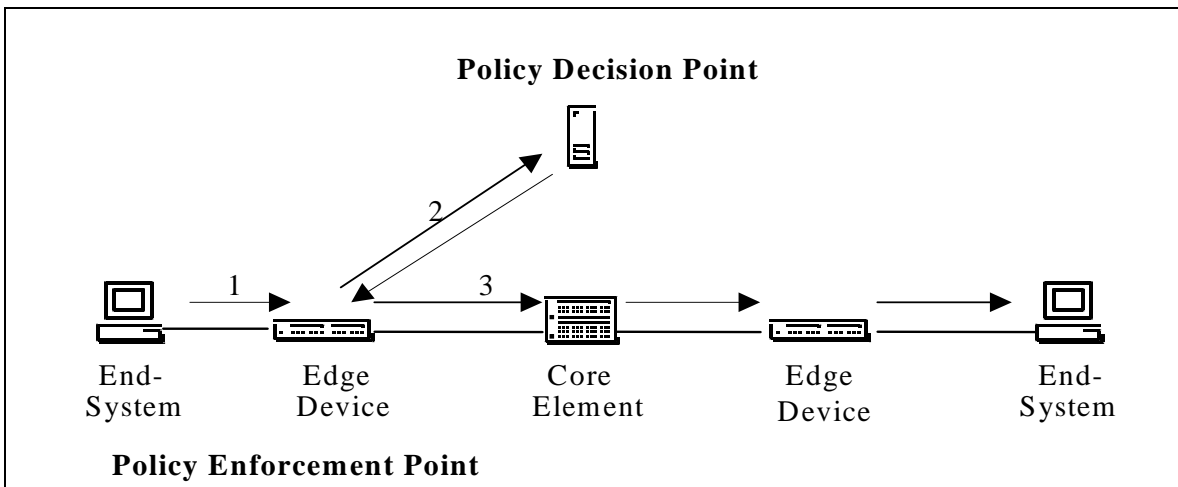 Policy Decision Point
2
1
3
End-
System
Edge
Device
Core
Element
Edge
Device
End-
System
Policy Enforcement Point